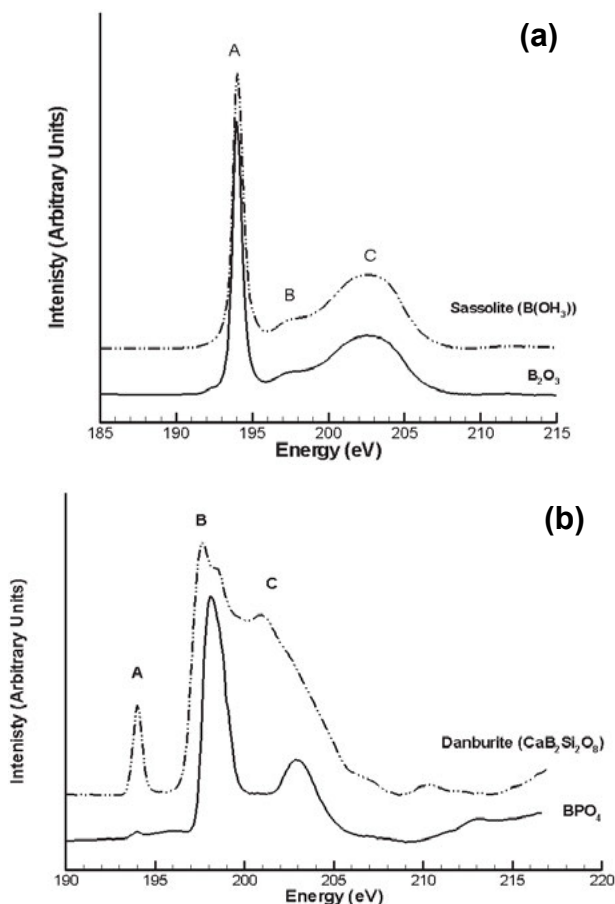 (a)
A
B
C
Intenisty (Arbitrary Units)
Sassolite (B(OH₃))
B₂O₃
185 190 195 200 205 210 215
Energy (eV)
(b)
B
C
A
Intenisty (Arbitrary Units)
Danburite (CaB₂Si₂O₈)
BPO₄
190 195 200 205 210 215 220
Energy (eV)